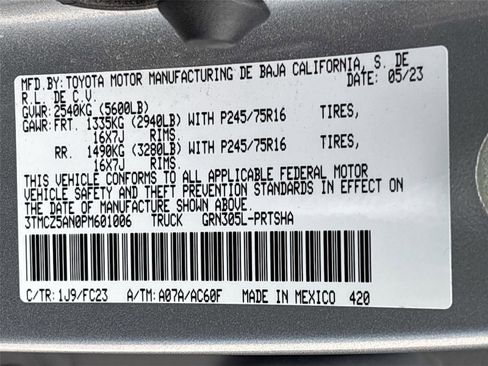 MFD.BY: TOYOTA MOTOR MANUFACTURING DE BAJA CALIFORNIA, S. DE
R.L. DE C.V. DATE: 05/23
GVWR: 2540KG (5600LB)
GAWR: FRT. 1335KG (2940LB) WITH P245/75R16 TIRES,
16X7J RIMS.
RR. 1490KG (3280LB) WITH P245/75R16 TIRES,
16X7J RIMS.
THIS VEHICLE CONFORMS TO ALL APPLICABLE FEDERAL MOTOR
VEHICLE SAFETY AND THEFT PREVENTION STANDARDS IN EFFECT
ON THE DATE OF MANUFACTURE SHOWN ABOVE.
3TMCZ5AN0PM601006 TRUCK GRN305L-PRTSHA
C/TR: 1J9/FC23 A/TM: A07A/AC60F MADE IN MEXICO 420